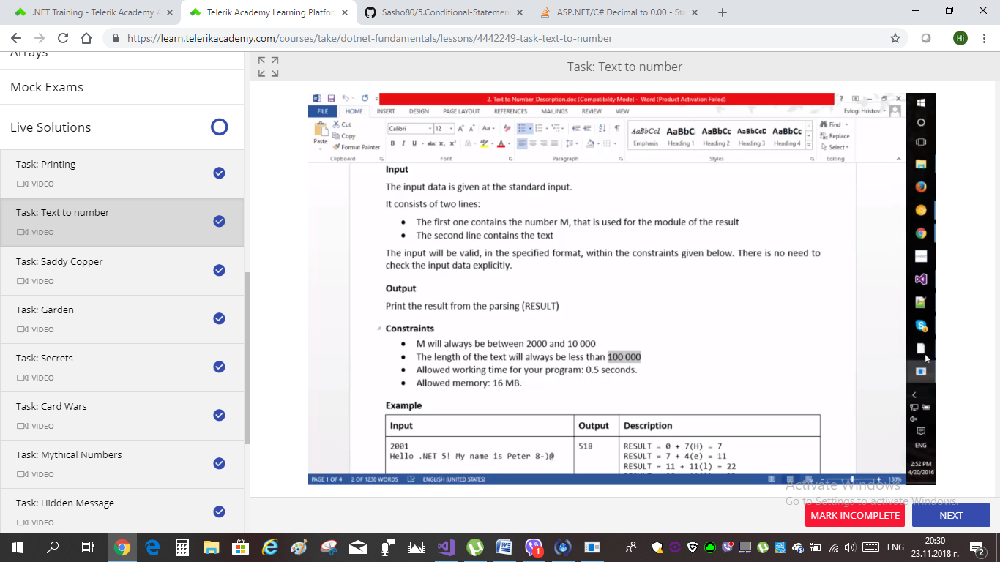 .NET Training - Telerik Academy A
Telerik Academy Learning Platfor
Sasho80/5.Conditional-Statemen
ASP.NET/C# Decimal to 0.00 - Sta
https://learn.telerikacademy.com/courses/take/dotnet-fundamentals/lessons/4442249-task-text-to-number
Hi
Arrays
Mock Exams
Live Solutions
Task: Printing
VIDEO
Task: Text to number
VIDEO
Task: Saddy Copper
VIDEO
Task: Garden
VIDEO
Task: Secrets
VIDEO
Task: Card Wars
VIDEO
Task: Mythical Numbers
VIDEO
Task: Hidden Message
VIDEO
Task: Text to number
2. Text to Number_Description.doc [Compatibility Mode] - Word (Product Activation Failed)
FILE HOME INSERT DESIGN PAGE LAYOUT REFERENCES MAILINGS REVIEW VIEW
Evlogi Hristov
Paste
Cut
Copy
Format Painter
Clipboard
Calibri 12
Font
Paragraph
AaBbCcL AaBbC AaBbCc AaBbCcD AaBbCc
Emphasis Heading 1 Heading 2 Heading 3 Heading 4
Styles
Find
Replace
Select
Editing
Input
The input data is given at the standard input.
It consists of two lines:
• The first one contains the number M, that is used for the module of the result
• The second line contains the text
The input will be valid, in the specified format, within the constraints given below. There is no need to
check the input data explicitly.
Output
Print the result from the parsing (RESULT)
Constraints
• M will always be between 2000 and 10 000
• The length of the text will always be less than 100 000
• Allowed working time for your program: 0.5 seconds.
• Allowed memory: 16 MB.
Example
Input Output Description
2001 518 RESULT = 0 + 7(H) = 7
Hello .NET 5! My name is Peter 8-)@ RESULT = 7 + 4(e) = 11
RESULT = 11 + 11(l) = 22
PAGE 1 OF 4 2 OF 1230 WORDS ENGLISH (UNITED STATES) 130%
ENG
2:52 PM
4/20/2016
Activate Windows
Go to Settings to activate Windows.
MARK INCOMPLETE
NEXT
1
ENG
20:30
23.11.2018 г.
2